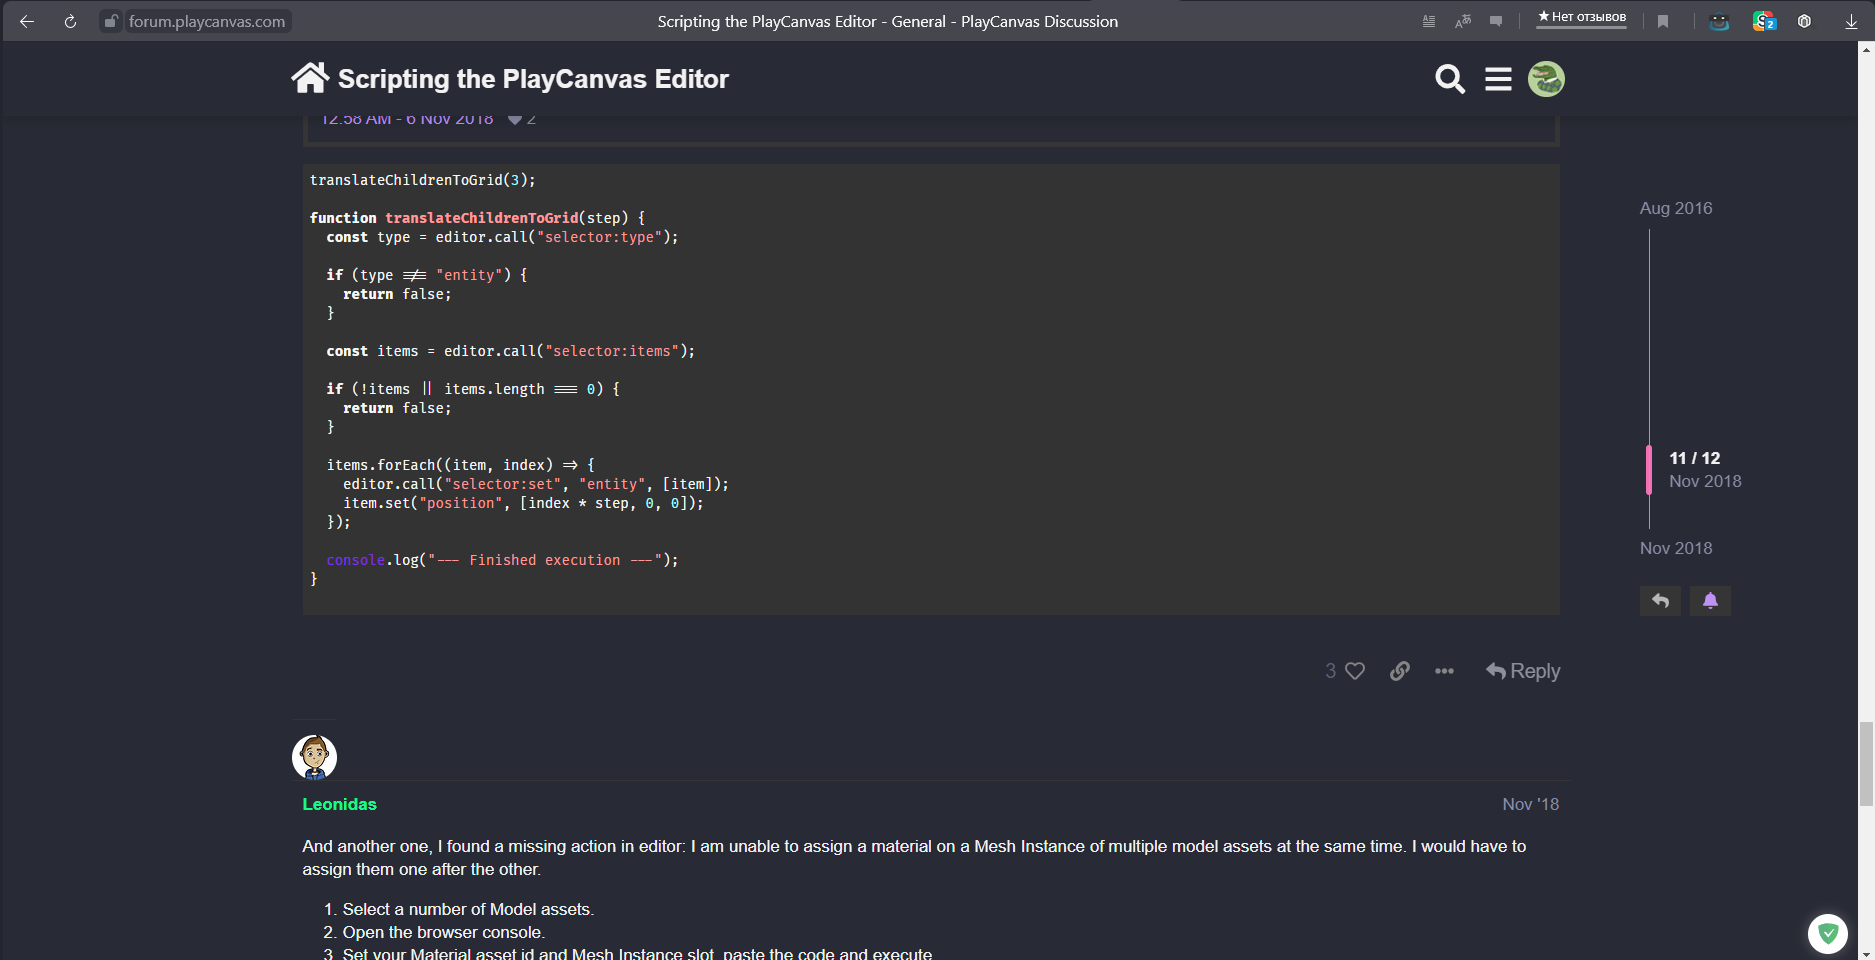 forum.playcanvas.com
Scripting the PlayCanvas Editor - General - PlayCanvas Discussion
★ Нет отзывов
2
Scripting the PlayCanvas Editor
12:58 AM - 6 Nov 2018 2
translateChildrenToGrid(3);
function translateChildrenToGrid(step) {
const type = editor.call("selector:type");
if (type !== "entity") {
return false;
}
const items = editor.call("selector:items");
if (!items || items.length === 0) {
return false;
}
items.forEach((item, index) => {
editor.call("selector:set", "entity", [item]);
item.set("position", [index * step, 0, 0]);
});
console.log("--- Finished execution ---");
}
Aug 2016
11 / 12
Nov 2018
Nov 2018
3
Reply
Leonidas
Nov '18
And another one, I found a missing action in editor: I am unable to assign a material on a Mesh Instance of multiple model assets at the same time. I would have to
assign them one after the other.
1. Select a number of Model assets.
2. Open the browser console.
3. Set your Material asset id and Mesh Instance slot, paste the code and execute